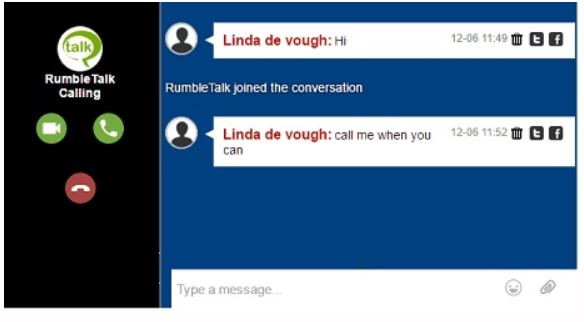 talk
RumbleTalk
Calling
Linda de vough: Hi
12-06 11:49
RumbleTalk joined the conversation
Linda de vough: call me when you
can
12-06 11:52
Type a message...